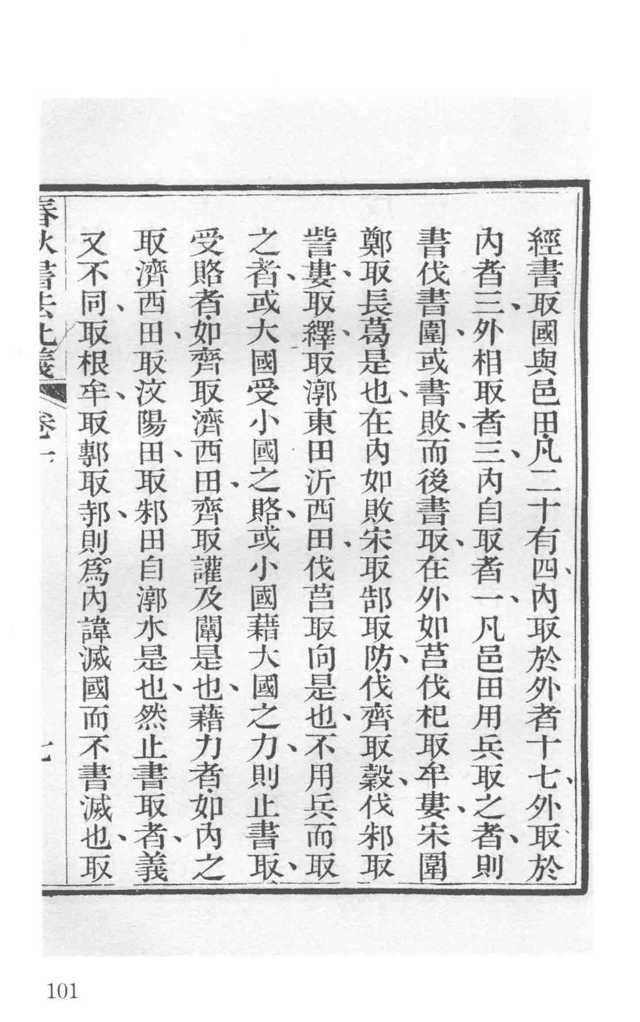 經書取國與邑田凡二十有四、內取於外者十七、外取於
內者三、外相取者三、內自取者一、凡邑田用兵取之者、則
書伐書圍、或書敗、而後書取、在外如莒伐杞取牟婁、宋圍
鄭取長葛是也、在內如敗宋取郜取防、伐齊取穀、伐邾取
訾婁、取繹、取漷東田沂西田、伐莒取向是也、不用兵而取
之者、或大國受小國之賂、或小國藉大國之力、則止書取、
受賂者、如齊取濟西田、齊取讙及闡是也、藉力者、如內之
取濟西田、取汶陽田、取邾田自漷水是也、然止書取者、義
又不同、取根牟、取鄟、取邿、則爲內諱滅國而不書滅也、取
春秋書法比義
卷一
七
101